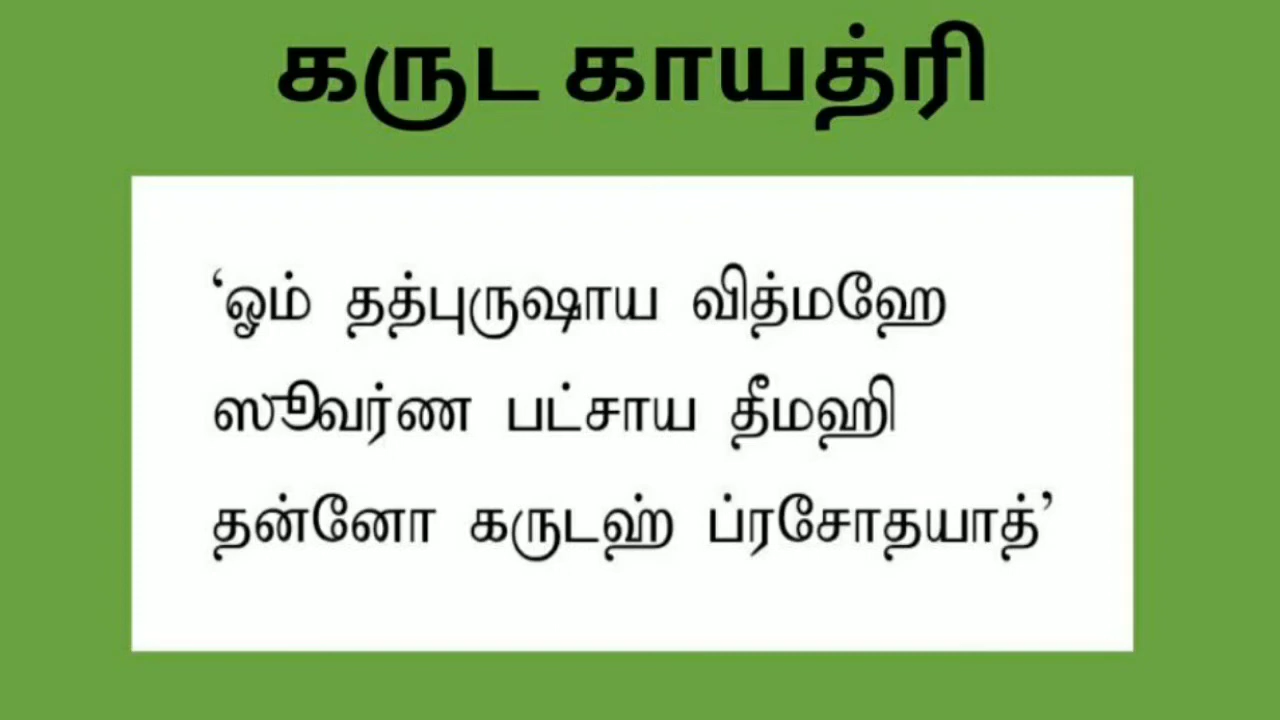 கருட காயத்ரி
‘ஓம் தத்புருஷாய வித்மஹே
ஸூவர்ண பட்சாய தீமஹி
தன்னோ கருடஹ் ப்ரசோதயாத்’